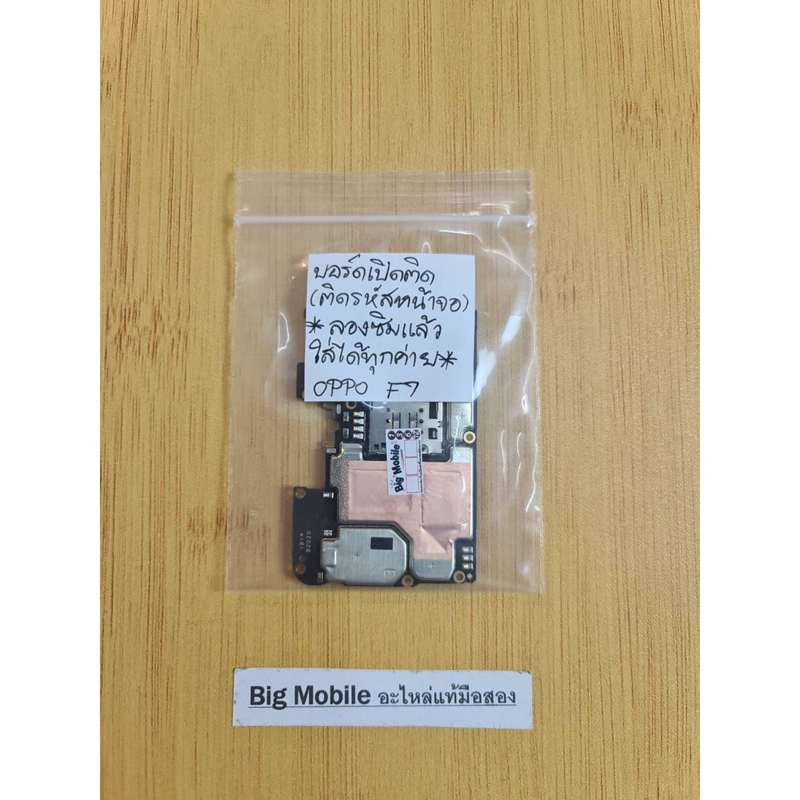 บอร์ดเปิดติด
(ติดรหัสหน้าจอ)
*ลองซิมแล้ว
ใส่ได้ทุกค่าย*
OPPO F7
Big Mobile
1819
Big Mobile อะไหล่แท้มือสอง